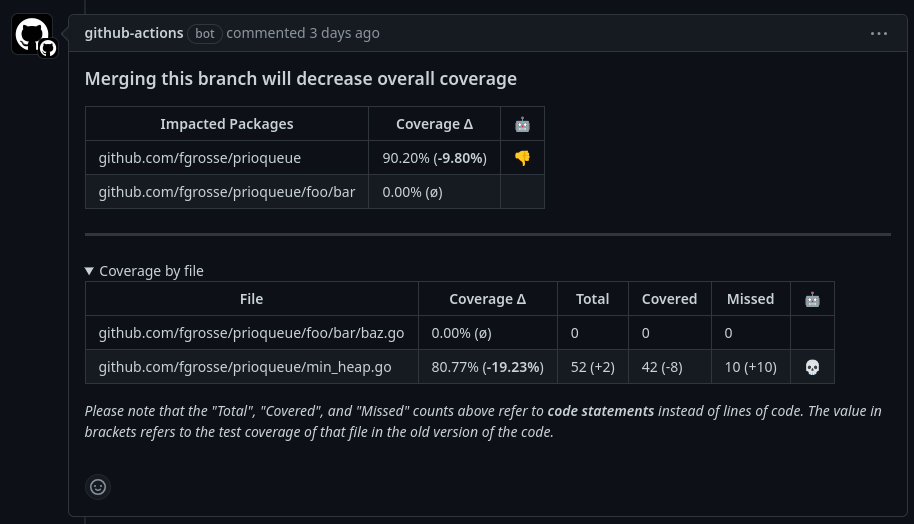 github-actions bot commented 3 days ago
Merging this branch will decrease overall coverage
Impacted Packages Coverage Δ 🤖
github.com/fgrosse/prioqueue 90.20% (-9.80%) 👎
github.com/fgrosse/prioqueue/foo/bar 0.00% (ø)
▼ Coverage by file
File Coverage Δ Total Covered Missed 🤖
github.com/fgrosse/prioqueue/foo/bar/baz.go 0.00% (ø) 0 0 0
github.com/fgrosse/prioqueue/min_heap.go 80.77% (-19.23%) 52 (+2) 42 (-8) 10 (+10) 💀
Please note that the "Total", "Covered", and "Missed" counts above refer to code statements instead of lines of code. The value in
brackets refers to the test coverage of that file in the old version of the code.